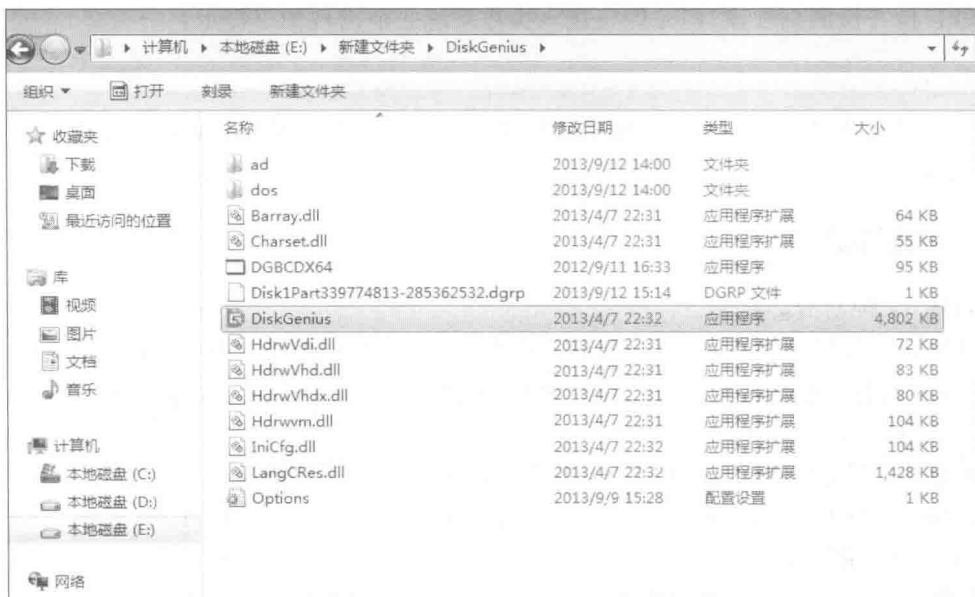 计算机 ▸ 本地磁盘 (E:) ▸ 新建文件夹 ▸ DiskGenius ▸
组织 打开 刻录 新建文件夹
收藏夹
下载
桌面
最近访问的位置
库
视频
图片
文档
音乐
计算机
本地磁盘 (C:)
本地磁盘 (D:)
本地磁盘 (E:)
网络
名称 修改日期 类型 大小
ad 2013/9/12 14:00 文件夹
dos 2013/9/12 14:00 文件夹
Barray.dll 2013/4/7 22:31 应用程序扩展 64 KB
Charset.dll 2013/4/7 22:31 应用程序扩展 55 KB
DGBCDX64 2012/9/11 16:33 应用程序 95 KB
Disk1Part339774813-285362532.dgrp 2013/9/12 15:14 DGRP 文件 1 KB
DiskGenius 2013/4/7 22:32 应用程序 4,802 KB
HdrwVdi.dll 2013/4/7 22:31 应用程序扩展 72 KB
HdrwVhd.dll 2013/4/7 22:31 应用程序扩展 83 KB
HdrwVhdx.dll 2013/4/7 22:31 应用程序扩展 80 KB
Hdrwvm.dll 2013/4/7 22:31 应用程序扩展 104 KB
IniCfg.dll 2013/4/7 22:32 应用程序扩展 104 KB
LangCRes.dll 2013/4/7 22:32 应用程序扩展 1,428 KB
Options 2013/9/9 15:28 配置设置 1 KB